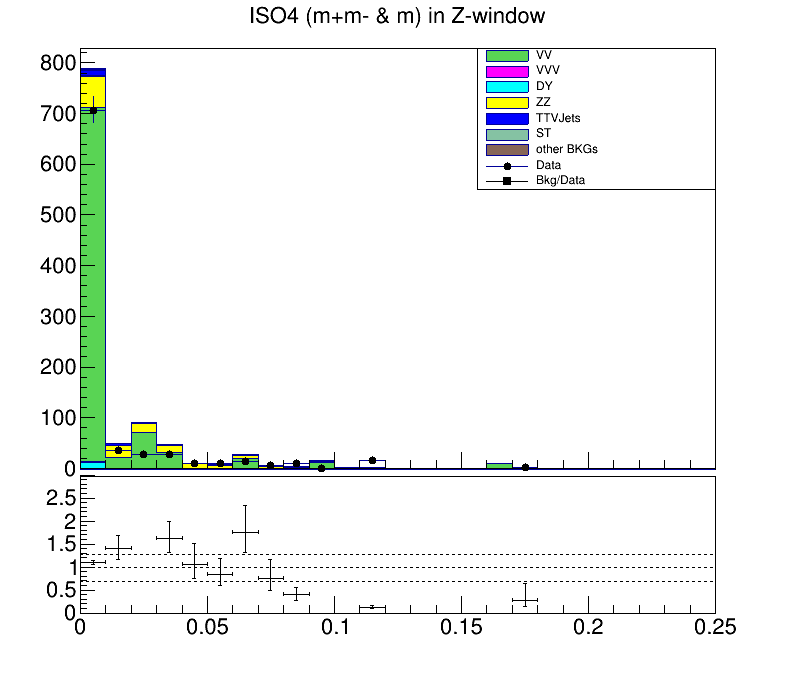 ISO4 (m+m- & m) in Z-window
800
700
600
500
400
300
200
100
0
VV
VVV
DY
ZZ
TTVJets
ST
other BKGs
Data
Bkg/Data
2.5
2
1.5
1
0.5
0
0 0.05 0.1 0.15 0.2 0.25